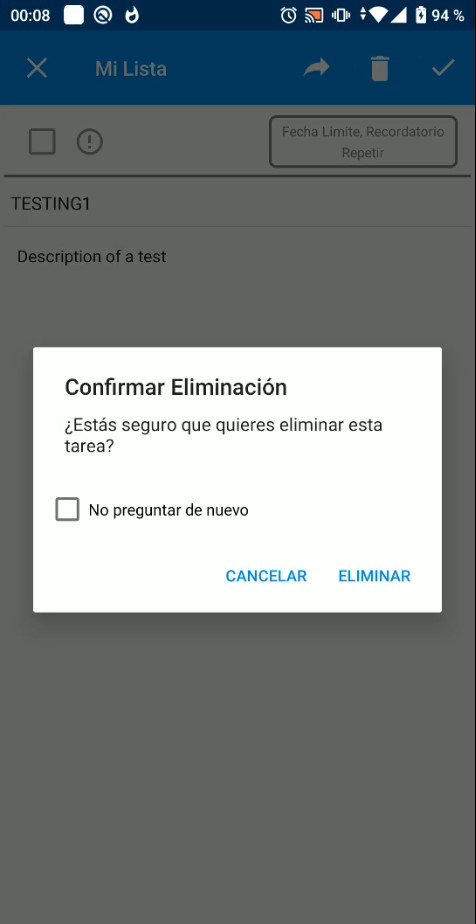 00:08 94 %
Mi Lista
Fecha Límite, Recordatorio
Repetir
TESTING1
Description of a test
Confirmar Eliminación
¿Estás seguro que quieres eliminar esta
tarea?
No preguntar de nuevo
CANCELAR ELIMINAR